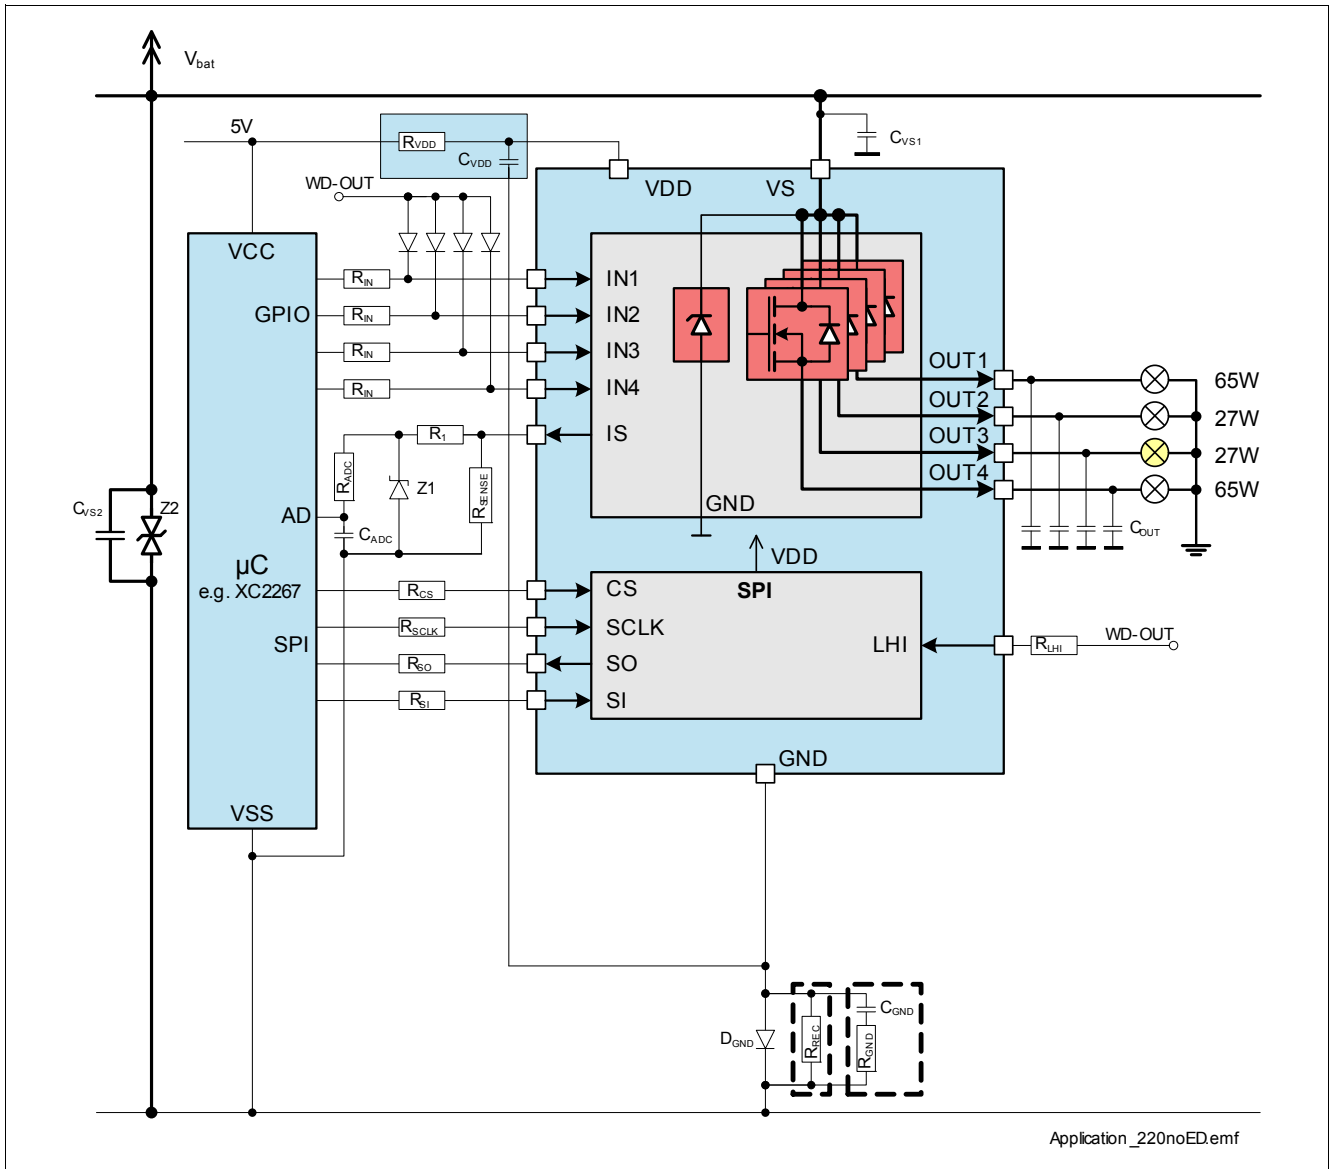 Vbat
5V
RVDD
CVDD
CVS1
WD-OUT
VDD
VS
VCC
RIN
IN1
GPIO
RIN
IN2
RIN
IN3
RIN
IN4
OUT1
65W
OUT2
27W
OUT3
27W
OUT4
65W
R1
IS
RADC
Z1
RSENSE
GND
CVS2
Z2
AD
CADC
COUT
VDD
µC
e.g. XC2267
SPI
RCS
CS
RSCLK
SCLK
SPI
RSO
SO
LHI
RLHI
WD-OUT
RSI
SI
GND
VSS
DGND
RREC
CGND
RGND
Application_220noED.emf